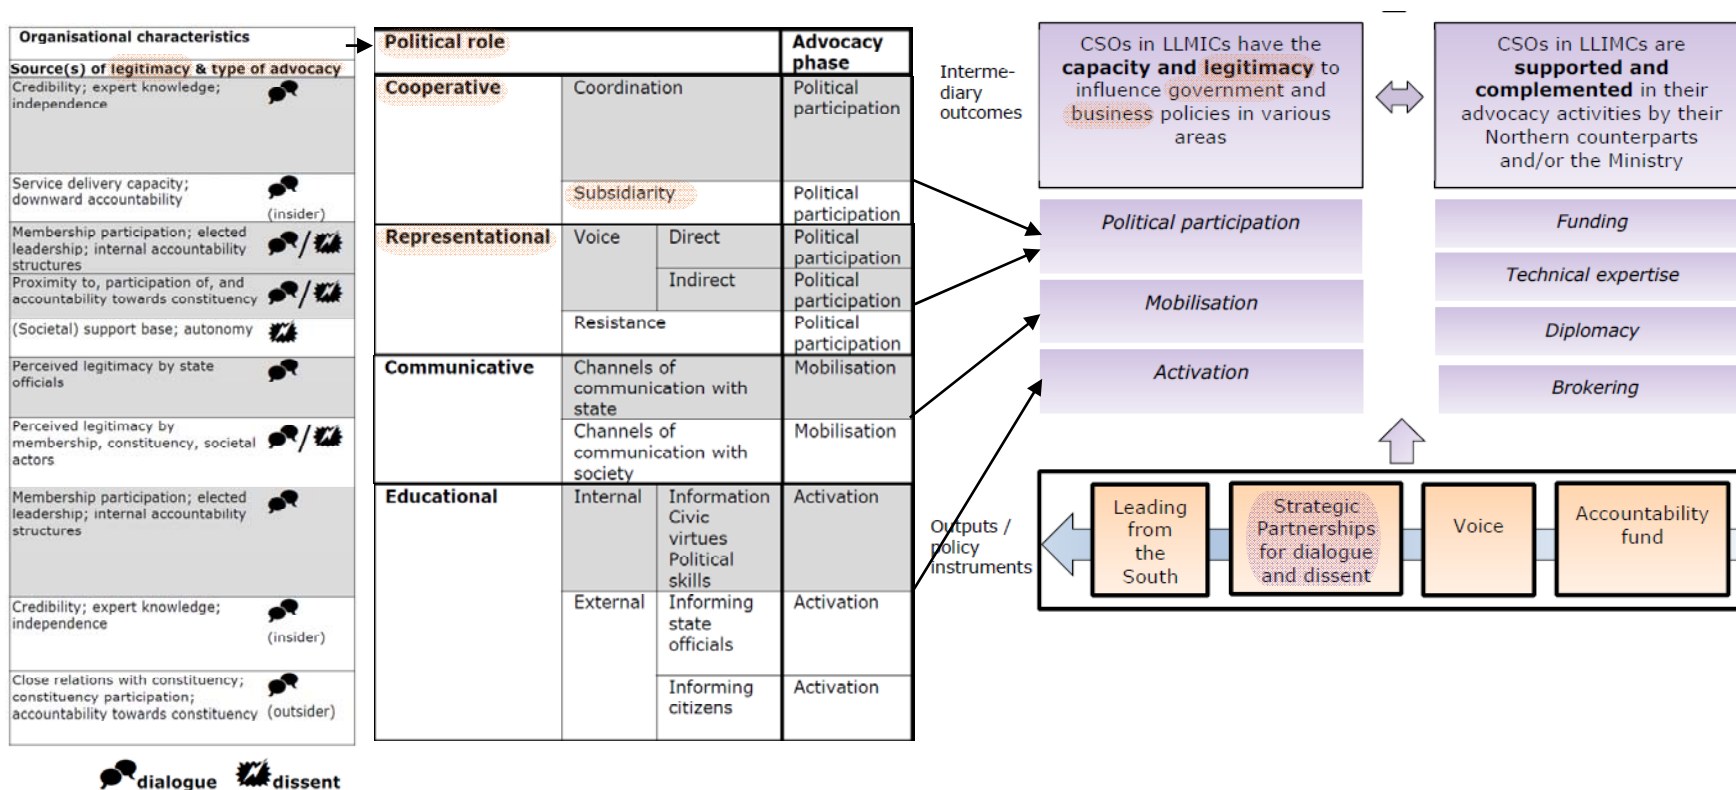 Organisational characteristics
Source(s) of legitimacy & type of advocacy
Credibility; expert knowledge;
independence
Service delivery capacity;
downward accountability
(insider)
Membership participation; elected
leadership; internal accountability
structures
Proximity to, participation of, and
accountability towards constituency
(Societal) support base; autonomy
Perceived legitimacy by state
officials
Perceived legitimacy by
membership, constituency, societal
actors
Membership participation; elected
leadership; internal accountability
structures
Credibility; expert knowledge;
independence
(insider)
Close relations with constituency;
constituency participation;
accountability towards constituency
(outsider)
dialogue
dissent
Political role
Advocacy
phase
Cooperative
Coordination
Political
participation
Subsidiarity
Political
participation
Representational
Voice
Direct
Political
participation
Indirect
Political
participation
Resistance
Political
participation
Communicative
Channels of
communication with
state
Mobilisation
Channels of
communication with
society
Mobilisation
Educational
Internal
Information
Civic
virtues
Political
skills
Activation
External
Informing
state
officials
Activation
Informing
citizens
Activation
Interme-
diary
outcomes
CSOs in LLMICs have the
capacity and legitimacy to
influence government and
business policies in various
areas
CSOs in LLIMCs are
supported and
complemented in their
advocacy activities by their
Northern counterparts
and/or the Ministry
Political participation
Mobilisation
Activation
Funding
Technical expertise
Diplomacy
Brokering
Outputs /
policy
instruments
Leading
from
the
South
Strategic
Partnerships
for dialogue
and dissent
Voice
Accountability
fund